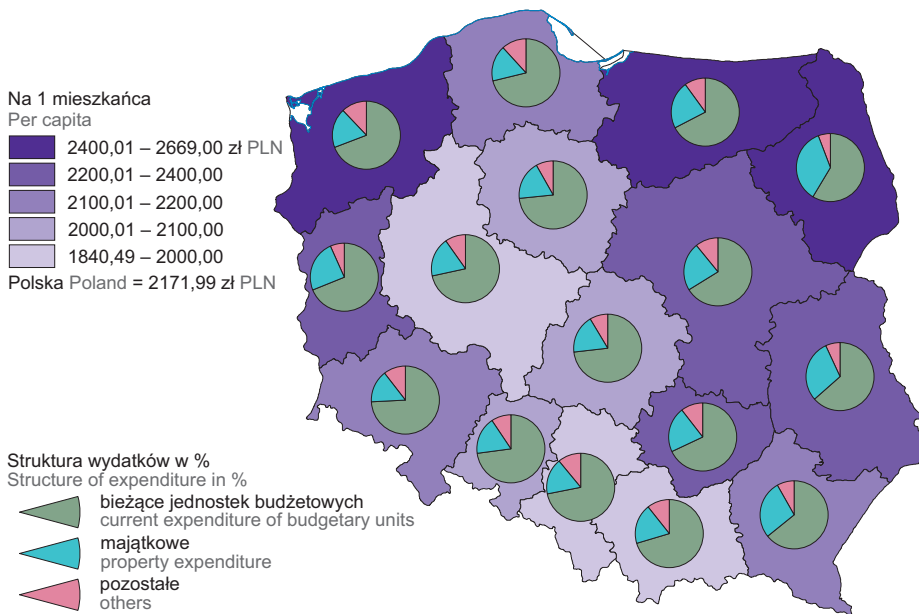 Na 1 mieszkańca
Per capita
2400,01 – 2669,00 zł PLN
2200,01 – 2400,00
2100,01 – 2200,00
2000,01 – 2100,00
1840,49 – 2000,00
Polska Poland = 2171,99 zł PLN
Struktura wydatków w %
Structure of expenditure in %
bieżące jednostek budżetowych
current expenditure of budgetary units
majątkowe
property expenditure
pozostałe
others